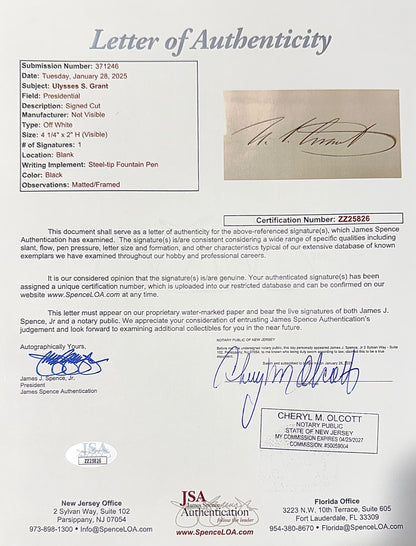 Letter of Authenticity
Submission Number: 371246
Date: Tuesday, January 28, 2025
Subject: Ulysses S. Grant
Field: Presidential
Description: Signed Cut
Manufacturer: Not Visible
Type: Off White
Size: 4 1/4" x 2" H (Visible)
# of Signatures: 1
Location: Blank
Writing Implement: Steel-tip Fountain Pen
Color: Black
Observations: Matted/Framed
U. S. Grant
Certification Number: ZZ25826
This document shall serve as a letter of authenticity for the above-referenced signature(s), which James Spence
Authentication has examined. The signature(s) is/are consistent considering a wide range of specific qualities including
slant, flow, pen pressure, letter size and formation, and other characteristics typical of our extensive database of known
exemplars we have examined throughout our hobby and professional careers.
It is our considered opinion that the signature(s) is/are genuine. Your authenticated signature(s) has been
assigned a unique certification number, which is uploaded into our restricted database and can be confirmed on our
website www.SpenceLOA.com at any time.
This letter must appear on our proprietary water-marked paper and bear the live signatures of both James J.
Spence, Jr and a notary public. We appreciate your consideration of entrusting James Spence Authentication's
judgement and look forward to examining additional collectibles for you in the near future.
Autographically Yours,
James J. Spence, Jr.
President
James Spence Authentication
NOTARY PUBLIC OF NEW JERSEY
Cheryl M Olcott
CHERYL M. OLCOTT
NOTARY PUBLIC
STATE OF NEW JERSEY
MY COMMISSION EXPIRES 04/25/2027
COMMISSION: #50059004
JSA
ZZ25826
New Jersey Office
2 Sylvan Way, Suite 102
Parsippany, NJ 07054
973-898-1300 • Info@SpenceLOA.com
JSA
James Spence
Authentication
follow the leader
www.SpenceLOA.com
Florida Office
3223 N.W. 10th Terrace, Suite 605
Fort Lauderdale, FL 33309
954-380-8670 • Florida@SpenceLOA.com